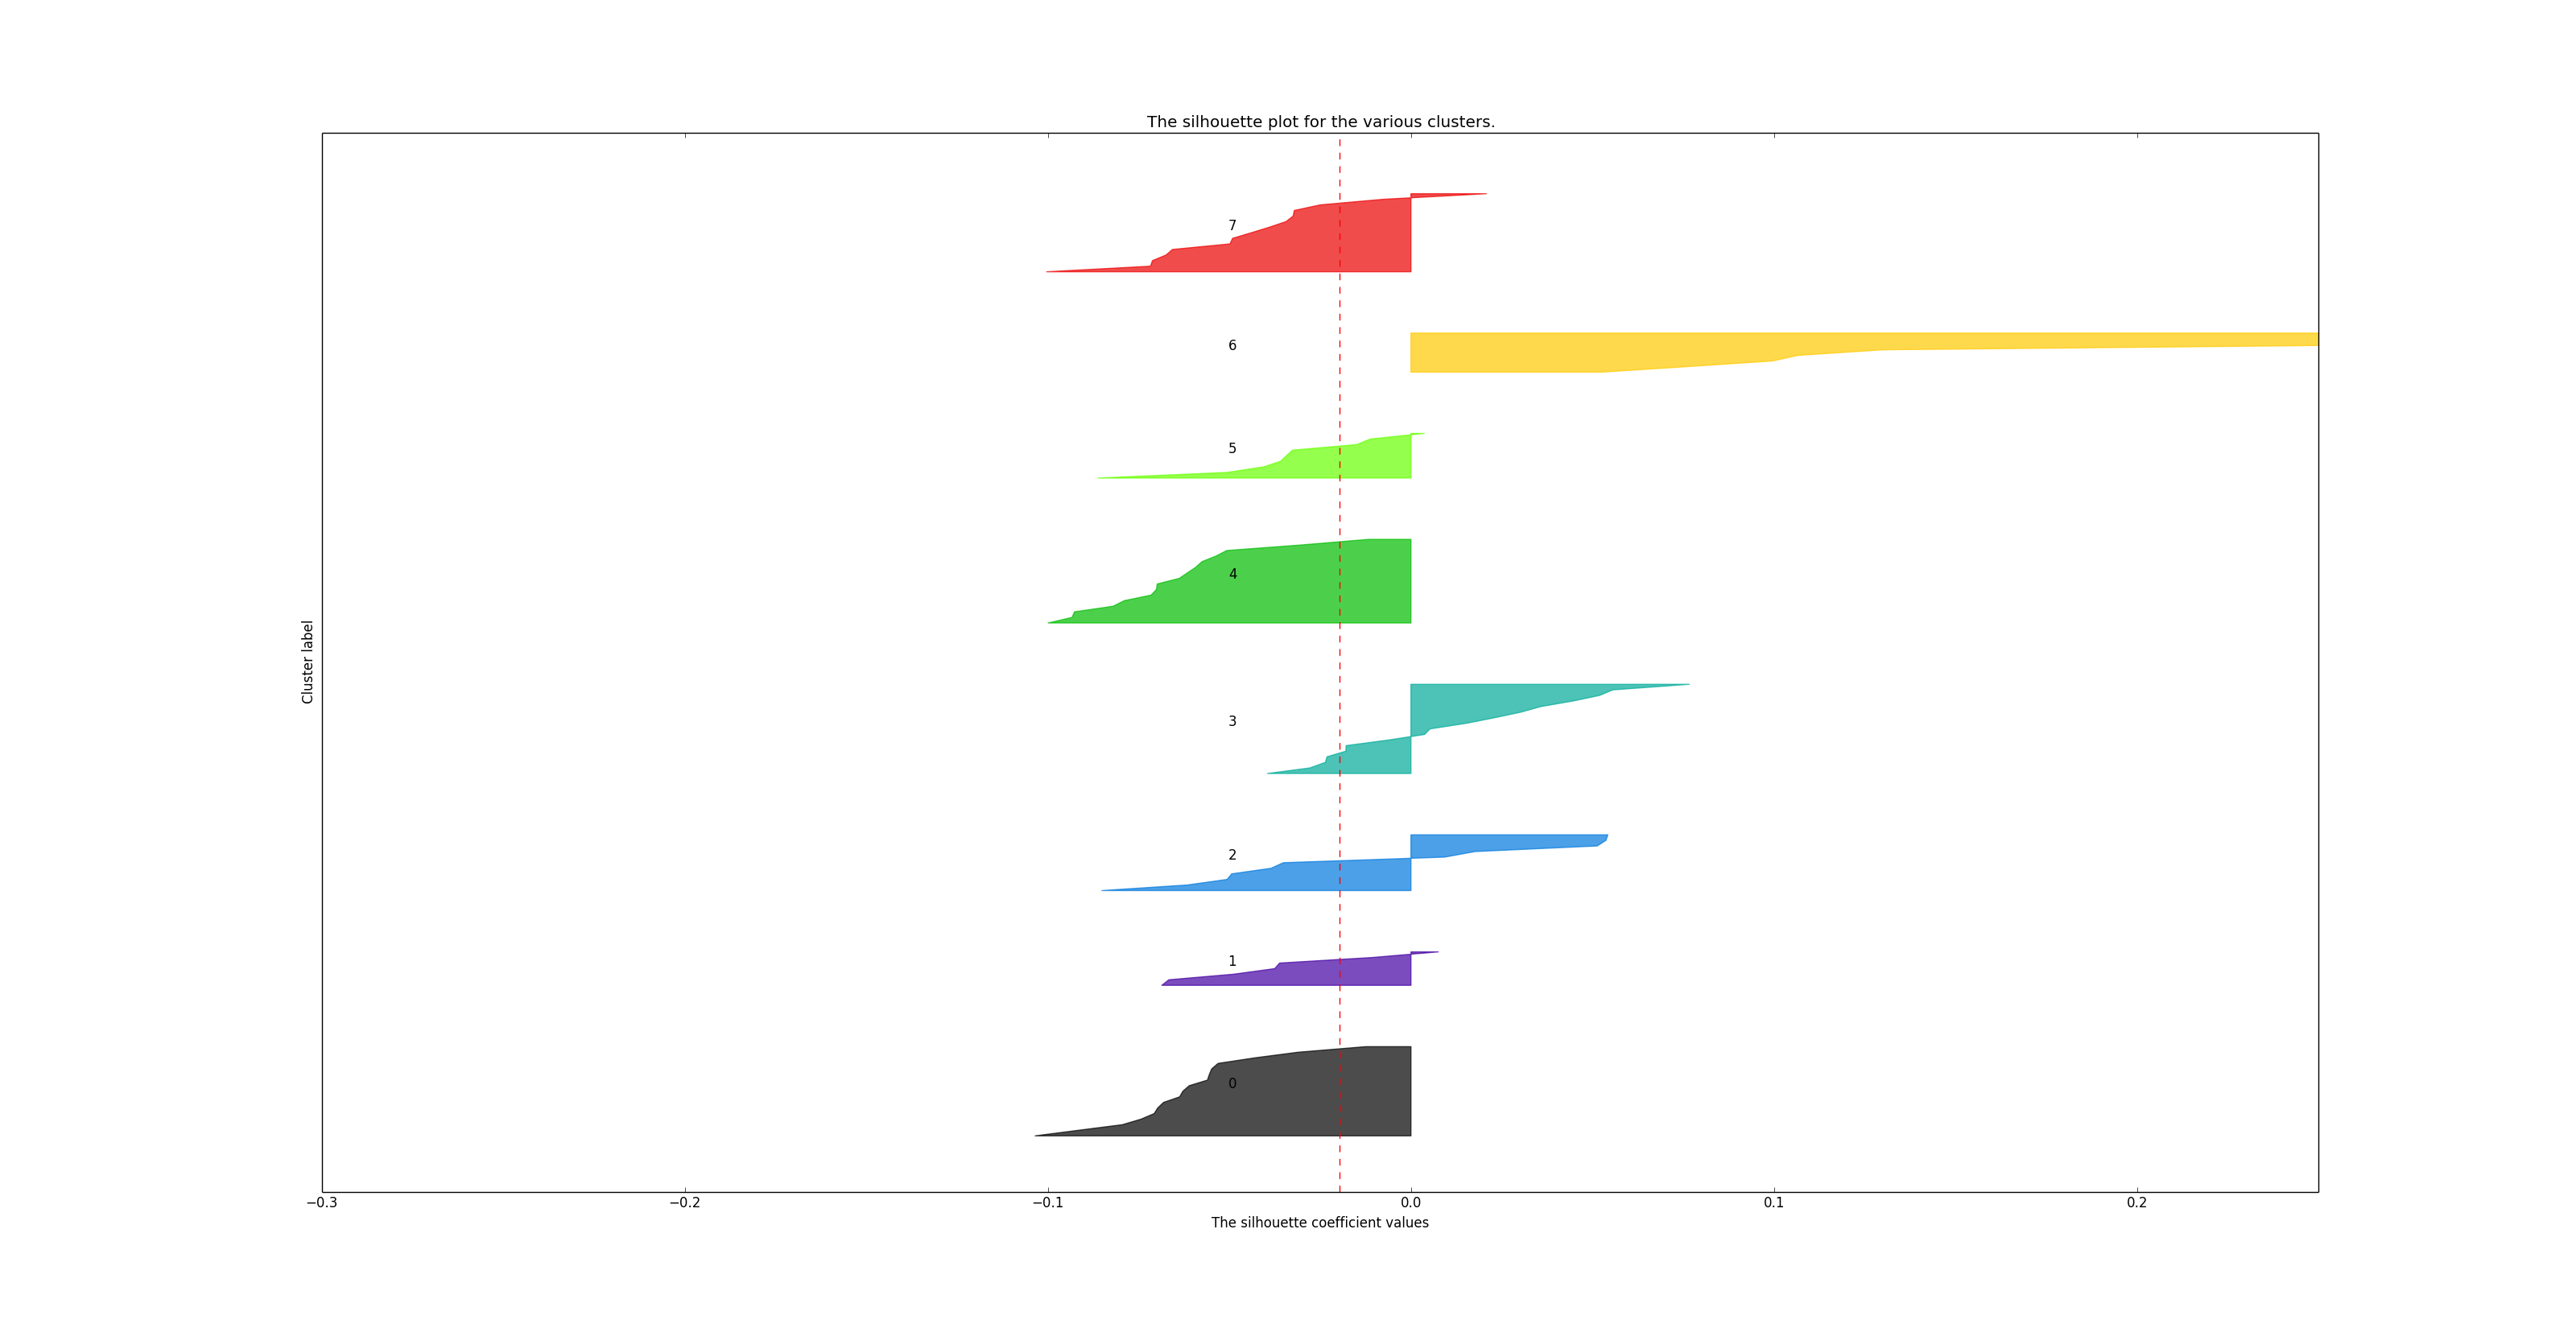 The silhouette plot for the various clusters.
7
6
5
4
Cluster label
3
2
1
0
−0.3 −0.2 −0.1 0.0 0.1 0.2
The silhouette coefficient values